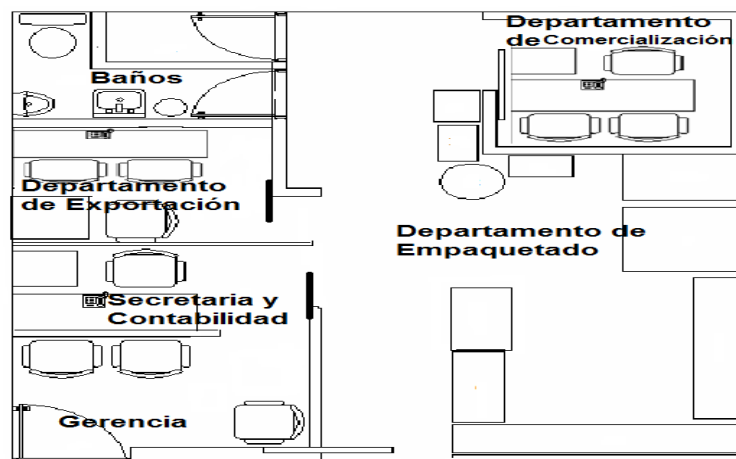 Departamento
de Comercialización
Baños
Departamento
de Exportación
Departamento de
Empaquetado
Secretaria y
Contabilidad
Gerencia